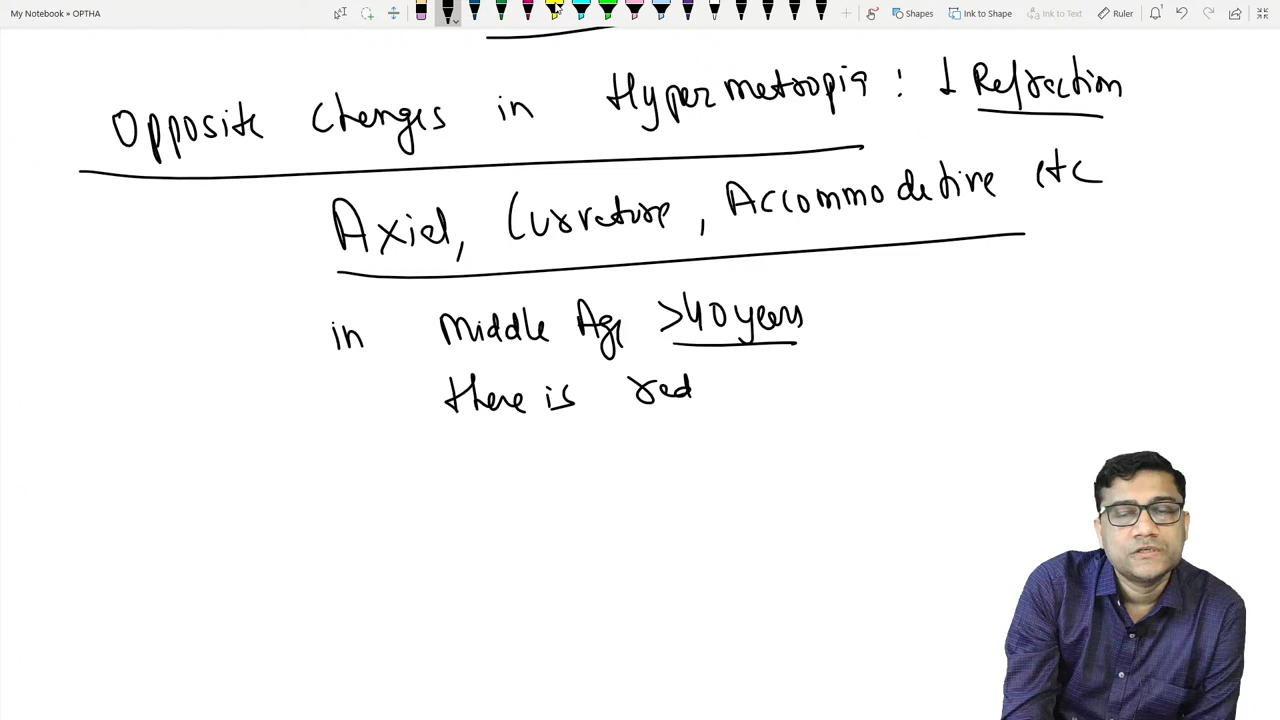 My Notebook » OPTHA
Shapes Ink to Shape Ink to Text Ruler
Opposite changes in Hypermetropia : ↓ Refraction
Axial, Curvature, Accommodative etc
in Middle Age >40 years
there is red